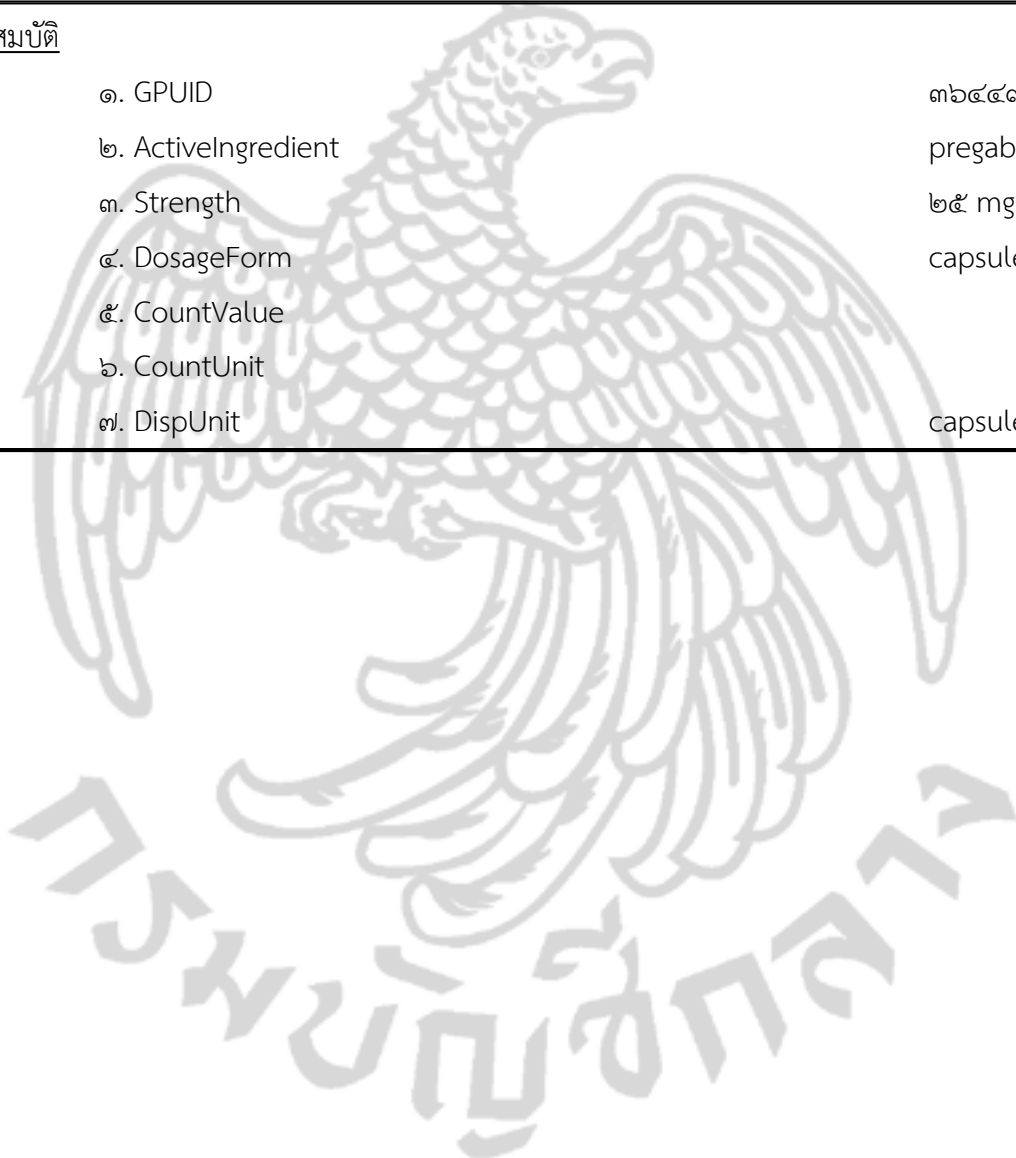 สมบัติ
๑. GPUID ๓๖๔๔๙
๒. ActiveIngredient pregab
๓. Strength ๒๕ mg
๔. DosageForm capsule
๕. CountValue
๖. CountUnit
๗. DispUnit capsule
กรมบัญชีกลาง